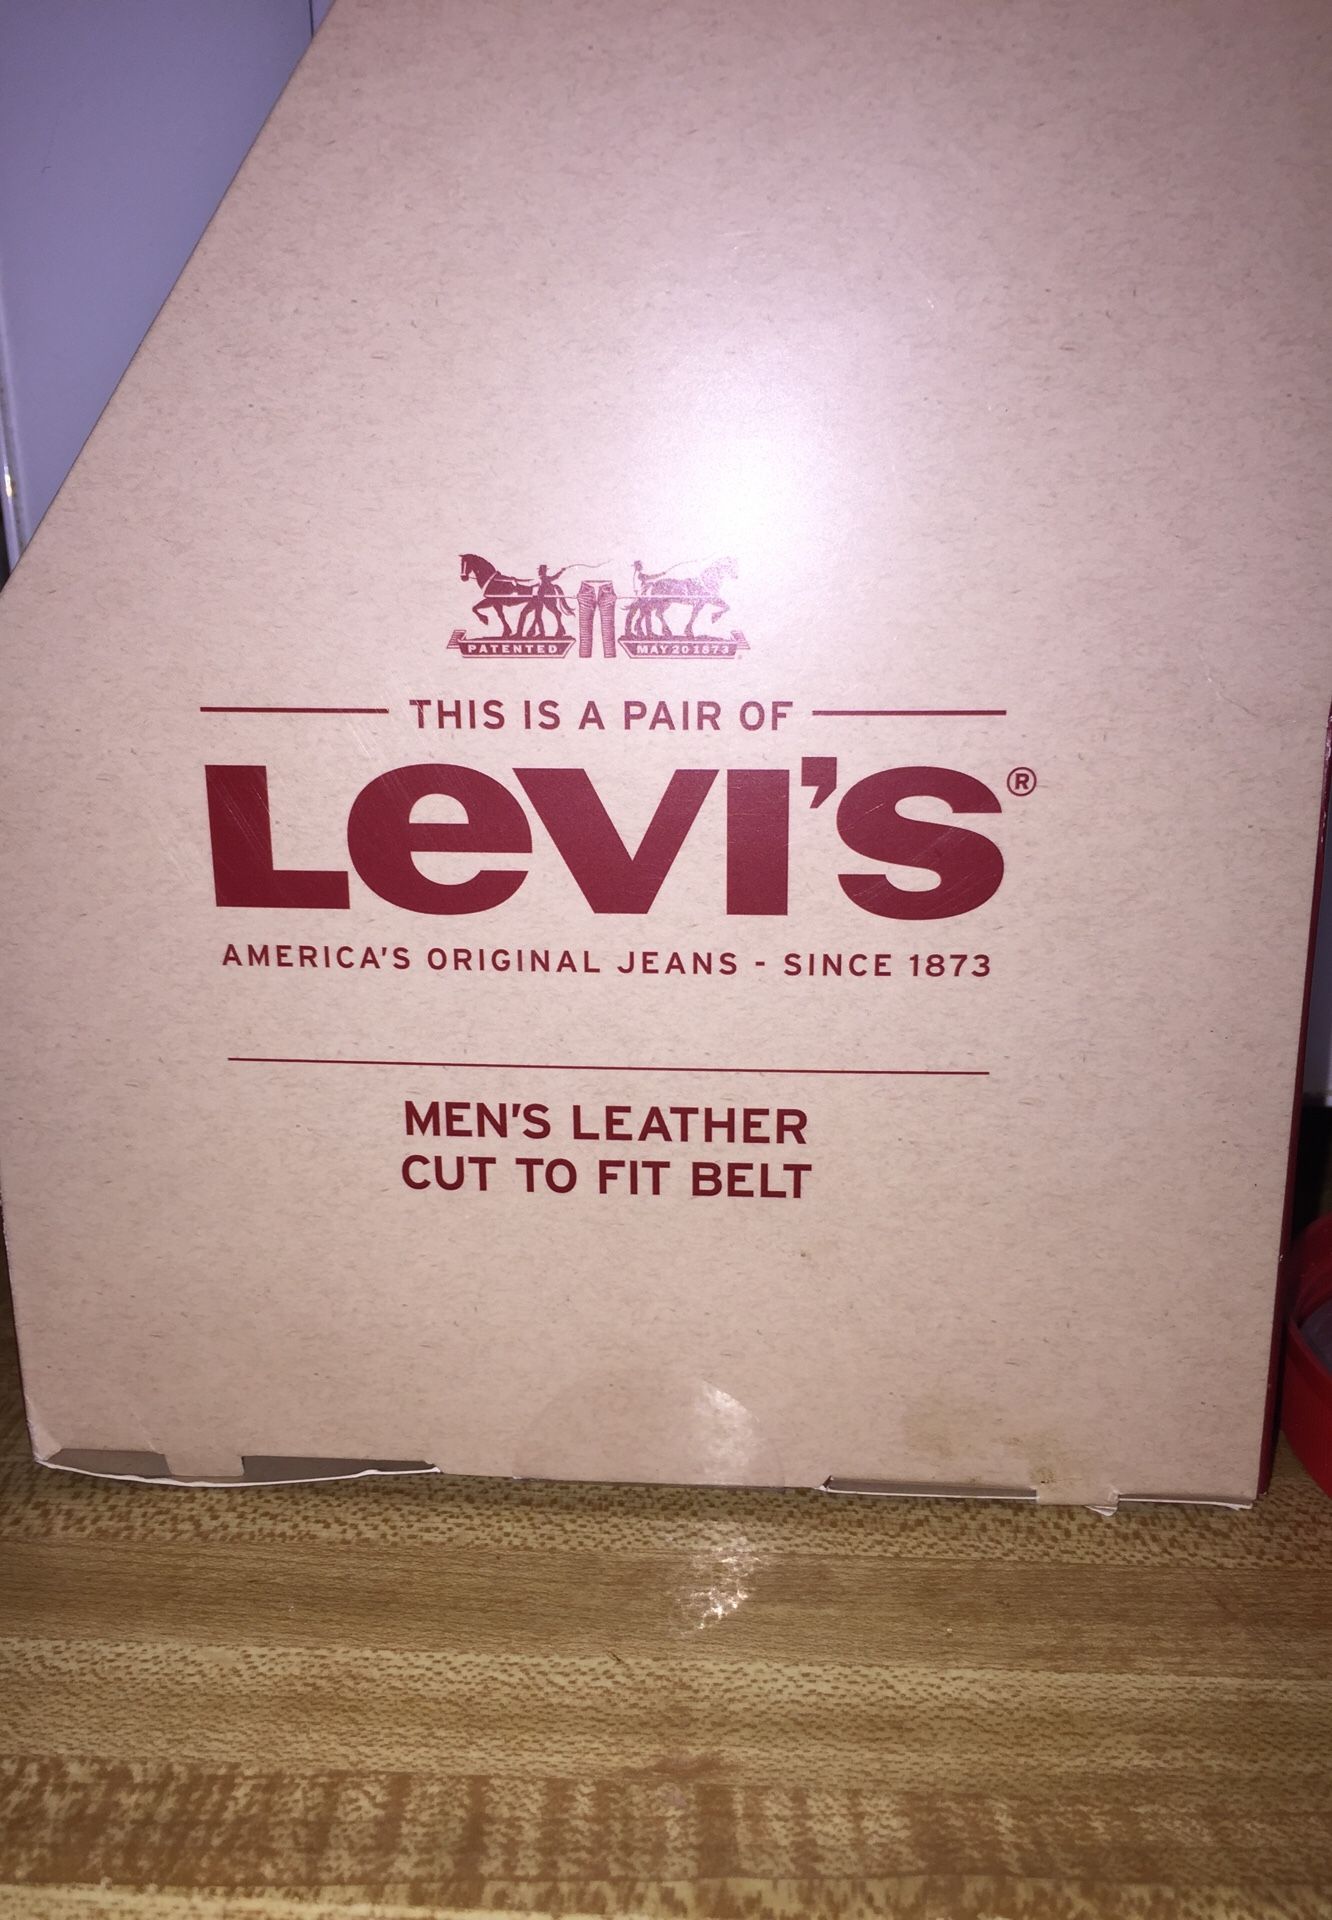 PATENTED MAY 20 1873
THIS IS A PAIR OF
LEVI'S®
AMERICA'S ORIGINAL JEANS - SINCE 1873
MEN'S LEATHER
CUT TO FIT BELT